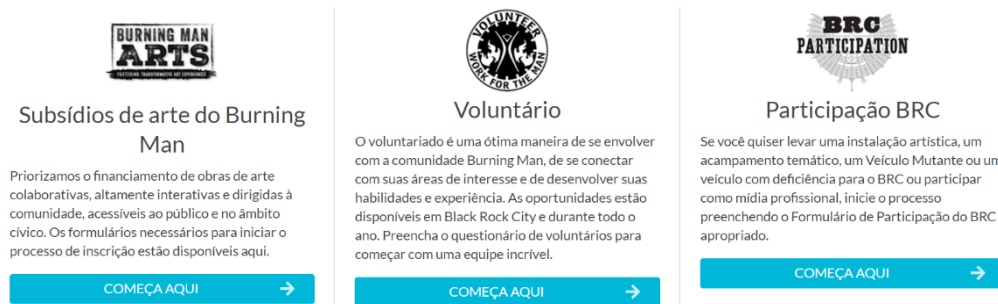 BURNING MAN
ARTS
FOSTERING TRANSFORMATIVE ART EXPERIENCES
Subsídios de arte do Burning
Man
Priorizamos o financiamento de obras de arte
colaborativas, altamente interativas e dirigidas à
comunidade, acessíveis ao público e no âmbito
cívico. Os formulários necessários para iniciar o
processo de inscrição estão disponíveis aqui.
COMEÇA AQUI
VOLUNTEER
WORK FOR THE MAN
Voluntário
O voluntariado é uma ótima maneira de se envolver
com a comunidade Burning Man, de se conectar
com suas áreas de interesse e de desenvolver suas
habilidades e experiência. As oportunidades estão
disponíveis em Black Rock City e durante todo o
ano. Preencha o questionário de voluntários para
começar com uma equipe incrível.
COMEÇA AQUI
BRC
PARTICIPATION
Participação BRC
Se você quiser levar uma instalação artística, um
acampamento temático, um Veículo Mutante ou um
veículo com deficiência para o BRC ou participar
como mídia profissional, inicie o processo
preenchendo o Formulário de Participação do BRC
apropriado.
COMEÇA AQUI